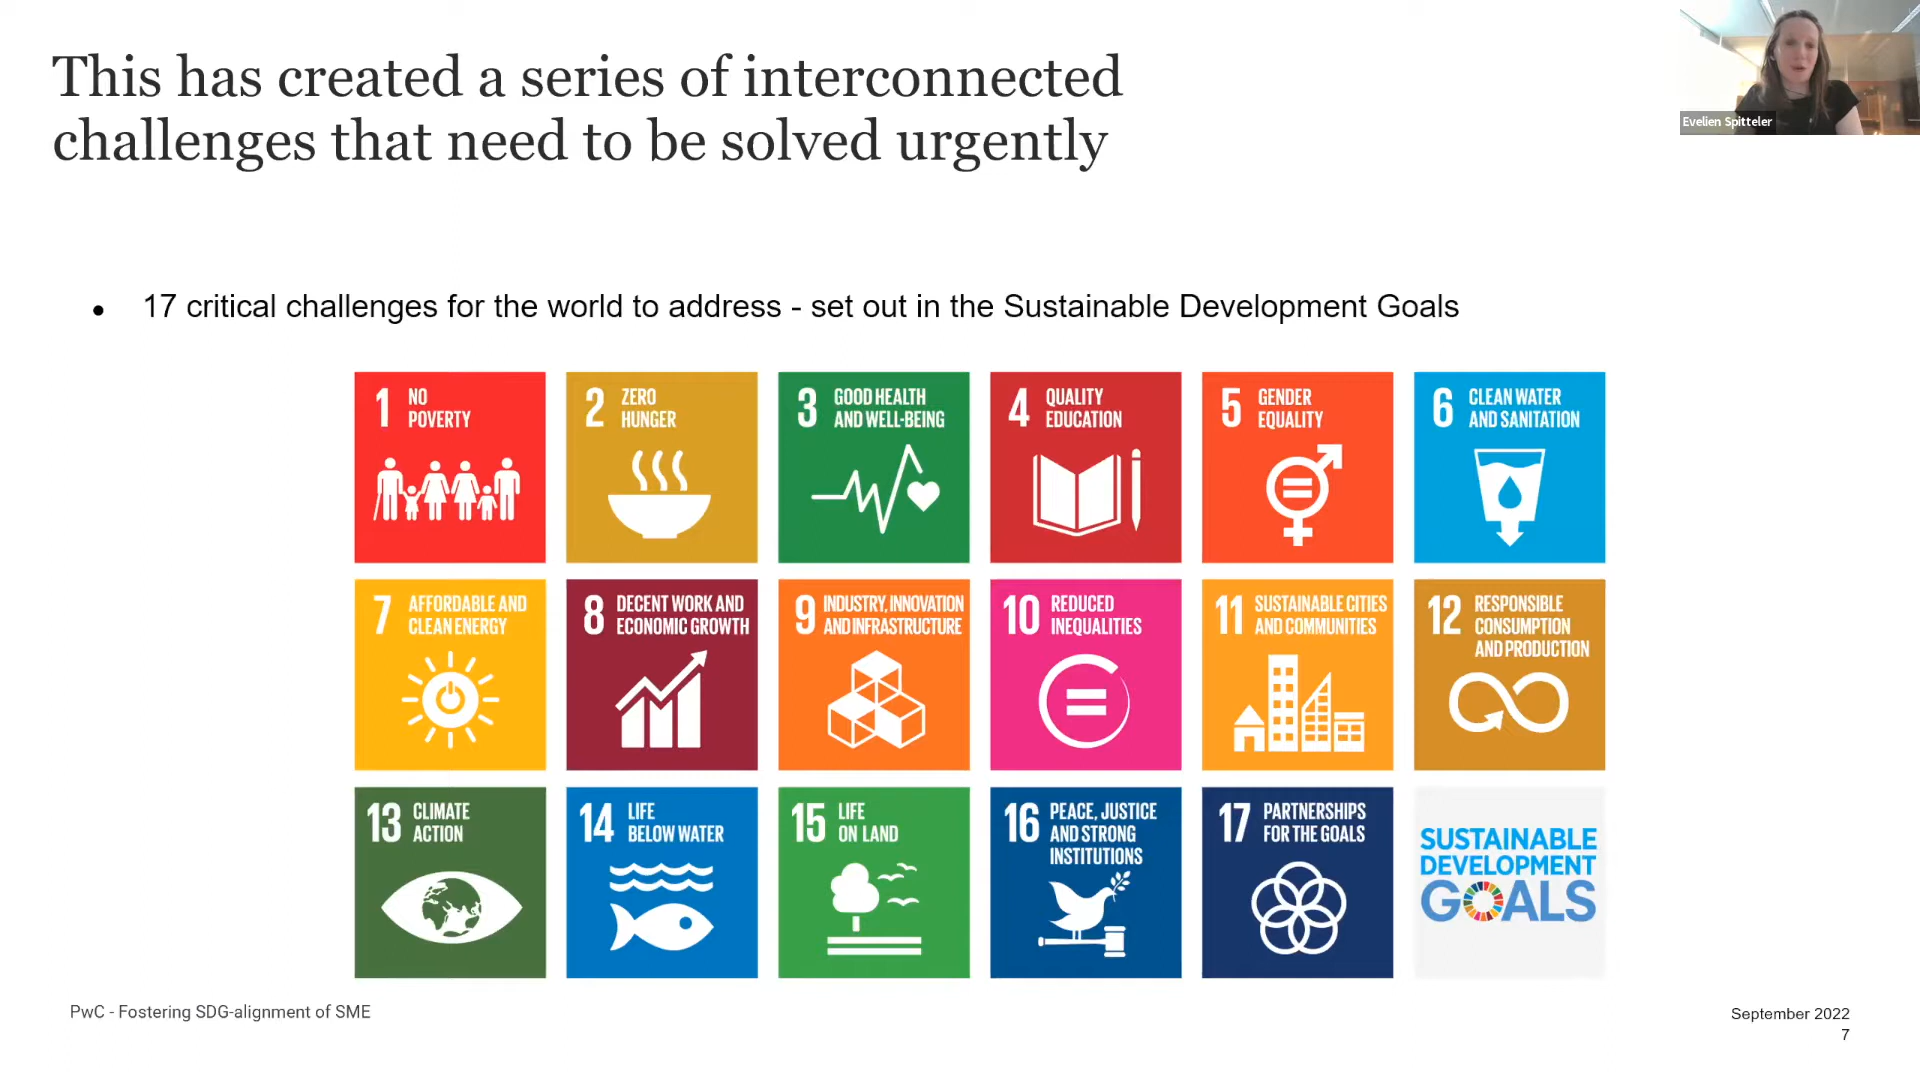 This has created a series of interconnected
challenges that need to be solved urgently
Evelien Spitteler
• 17 critical challenges for the world to address - set out in the Sustainable Development Goals
1 NO
POVERTY
2 ZERO
HUNGER
3 GOOD HEALTH
AND WELL-BEING
4 QUALITY
EDUCATION
5 GENDER
EQUALITY
6 CLEAN WATER
AND SANITATION
7 AFFORDABLE AND
CLEAN ENERGY
8 DECENT WORK AND
ECONOMIC GROWTH
9 INDUSTRY, INNOVATION
AND INFRASTRUCTURE
10 REDUCED
INEQUALITIES
11 SUSTAINABLE CITIES
AND COMMUNITIES
12 RESPONSIBLE
CONSUMPTION
AND PRODUCTION
13 CLIMATE
ACTION
14 LIFE
BELOW WATER
15 LIFE
ON LAND
16 PEACE, JUSTICE
AND STRONG
INSTITUTIONS
17 PARTNERSHIPS
FOR THE GOALS
SUSTAINABLE
DEVELOPMENT
GOALS
PwC - Fostering SDG-alignment of SME
September 2022
7